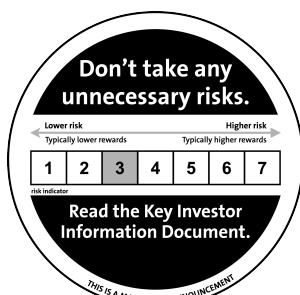 Don't take any
unnecessary risks.
Lower risk Higher risk
Typically lower rewards Typically higher rewards
1 2 3 4 5 6 7
risk indicator
Read the Key Investor
Information Document.
THIS IS A